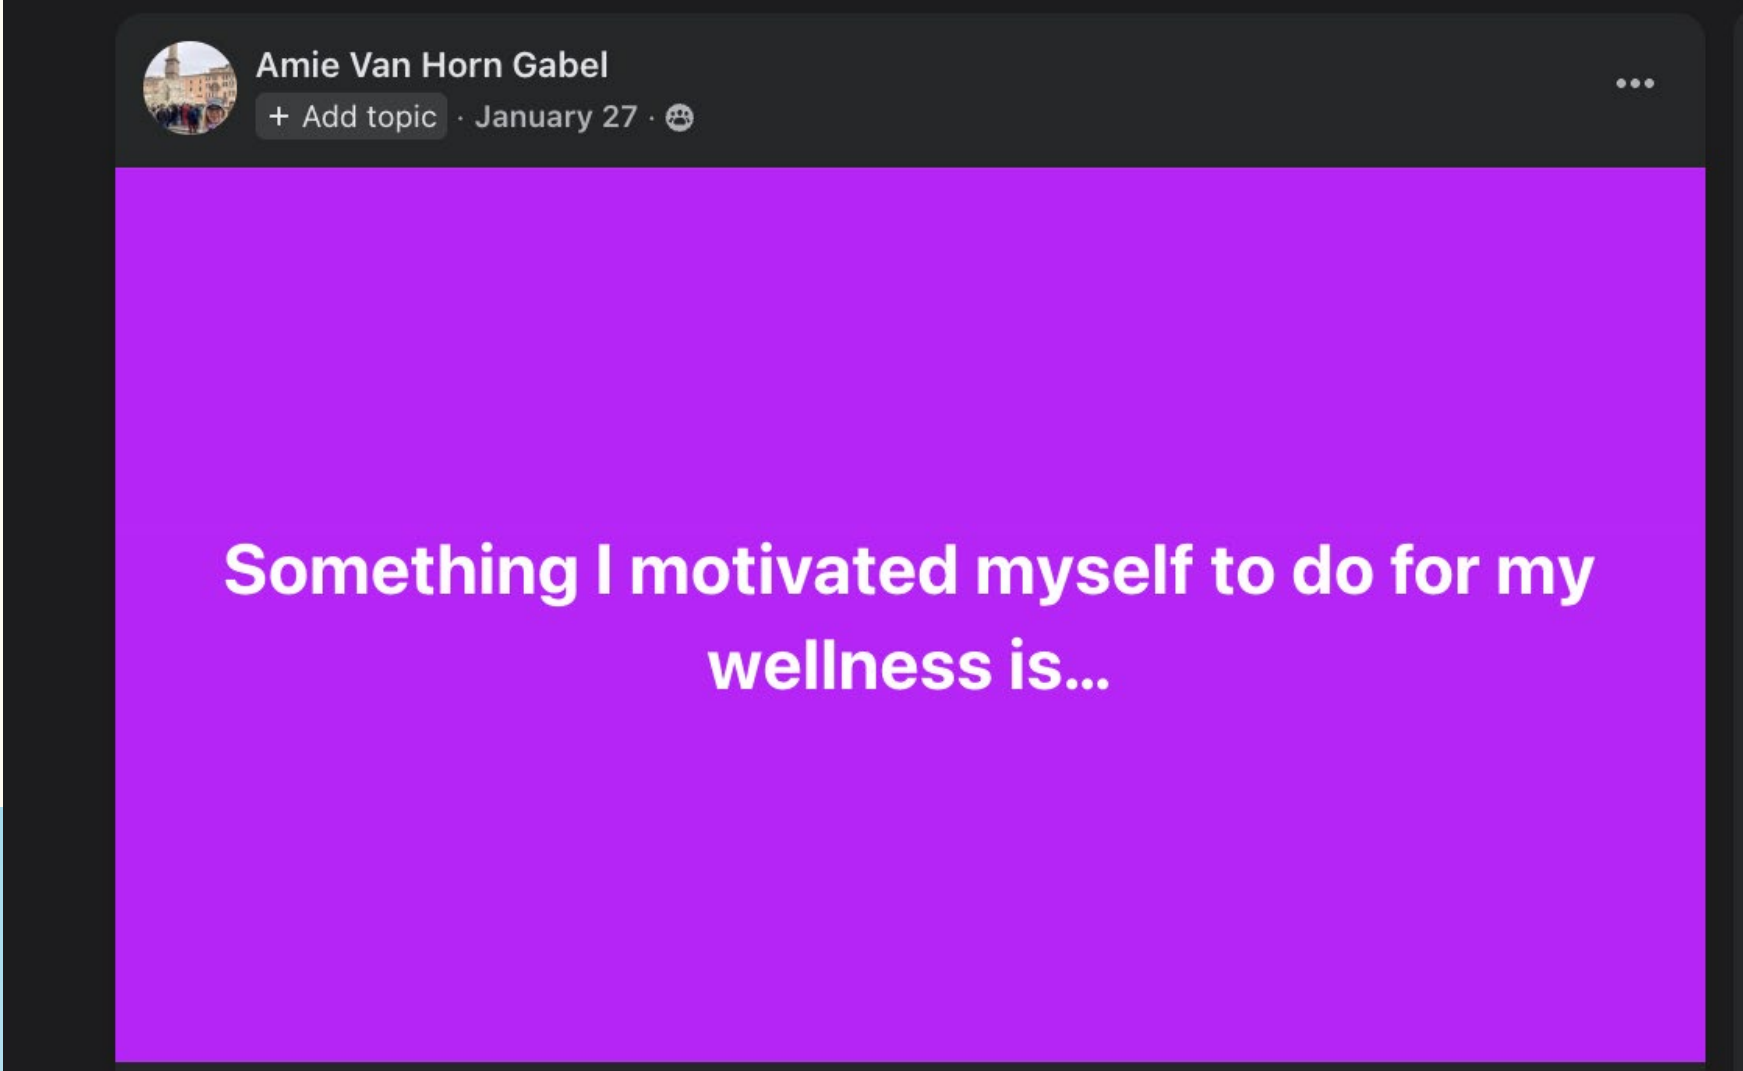 Amie Van Horn Gabel
+ Add topic · January 27 ·
Something I motivated myself to do for my
wellness is...